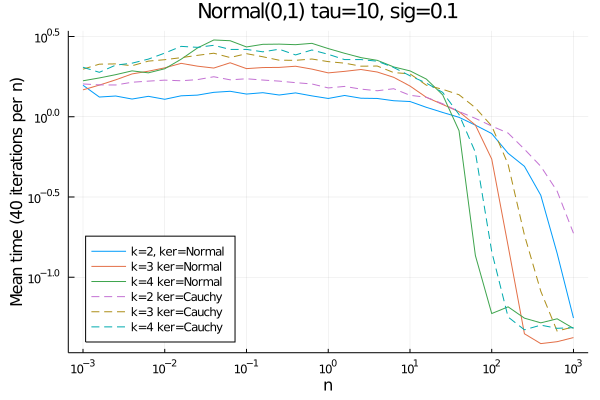 Normal(0,1) tau=10, sig=0.1
Mean time (40 iterations per n)
10^0.5
10^0.0
10^-0.5
10^-1.0
k=2, ker=Normal
k=3 ker=Normal
k=4 ker=Normal
k=2 ker=Cauchy
k=3 ker=Cauchy
k=4 ker=Cauchy
10^-3 10^-2 10^-1 10^0 10^1 10^2 10^3
n